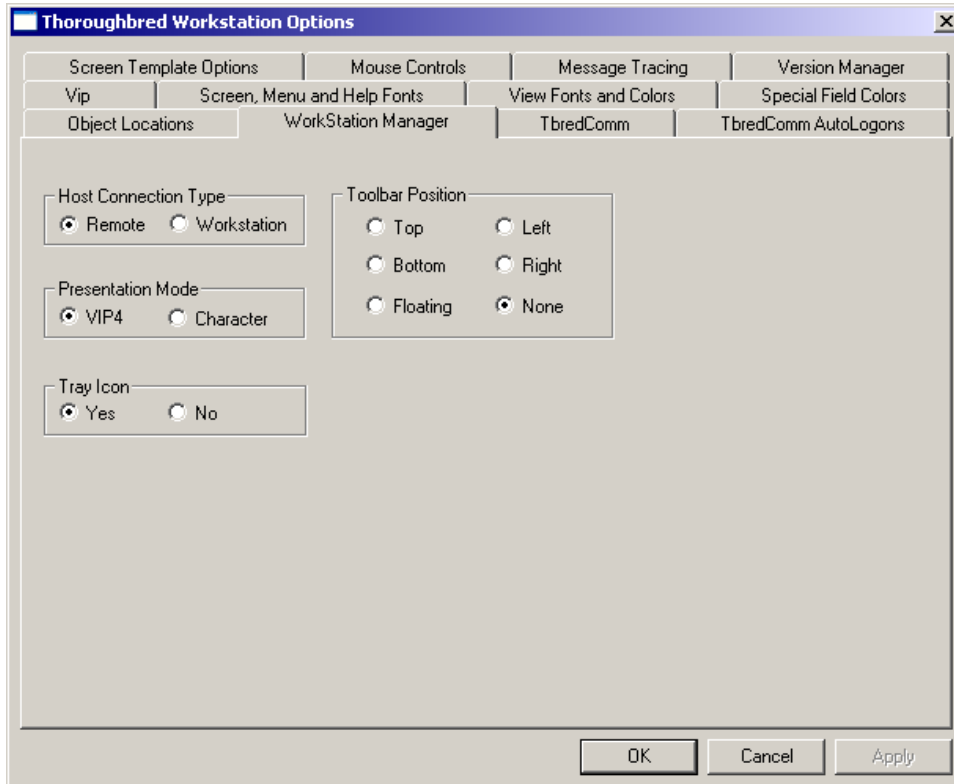 Thoroughbred Workstation Options
Screen Template Options Mouse Controls Message Tracing Version Manager
Vip Screen, Menu and Help Fonts View Fonts and Colors Special Field Colors
Object Locations WorkStation Manager TbredComm TbredComm AutoLogons
Host Connection Type
Remote Workstation
Presentation Mode
VIP4 Character
Tray Icon
Yes No
Toolbar Position
Top Left
Bottom Right
Floating None
OK Cancel Apply